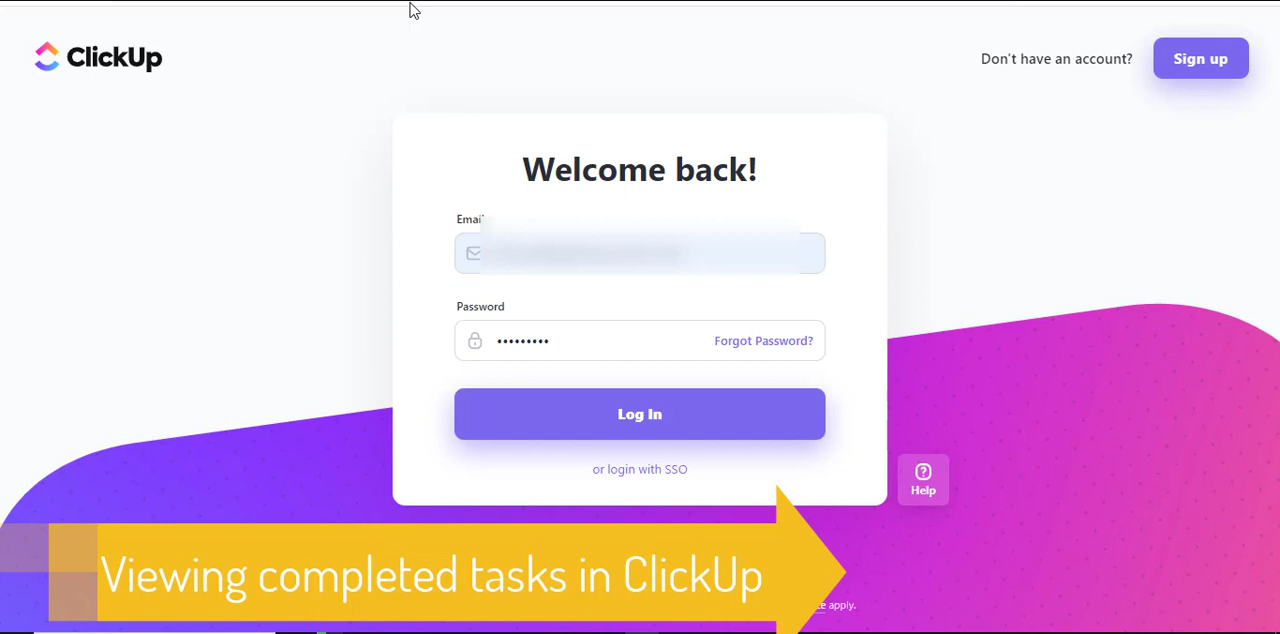 ClickUp
Don't have an account?
Sign up
Welcome back!
Email
Password
•••••••••
Forgot Password?
Log In
or login with SSO
Help
Viewing completed tasks in ClickUp
apply.